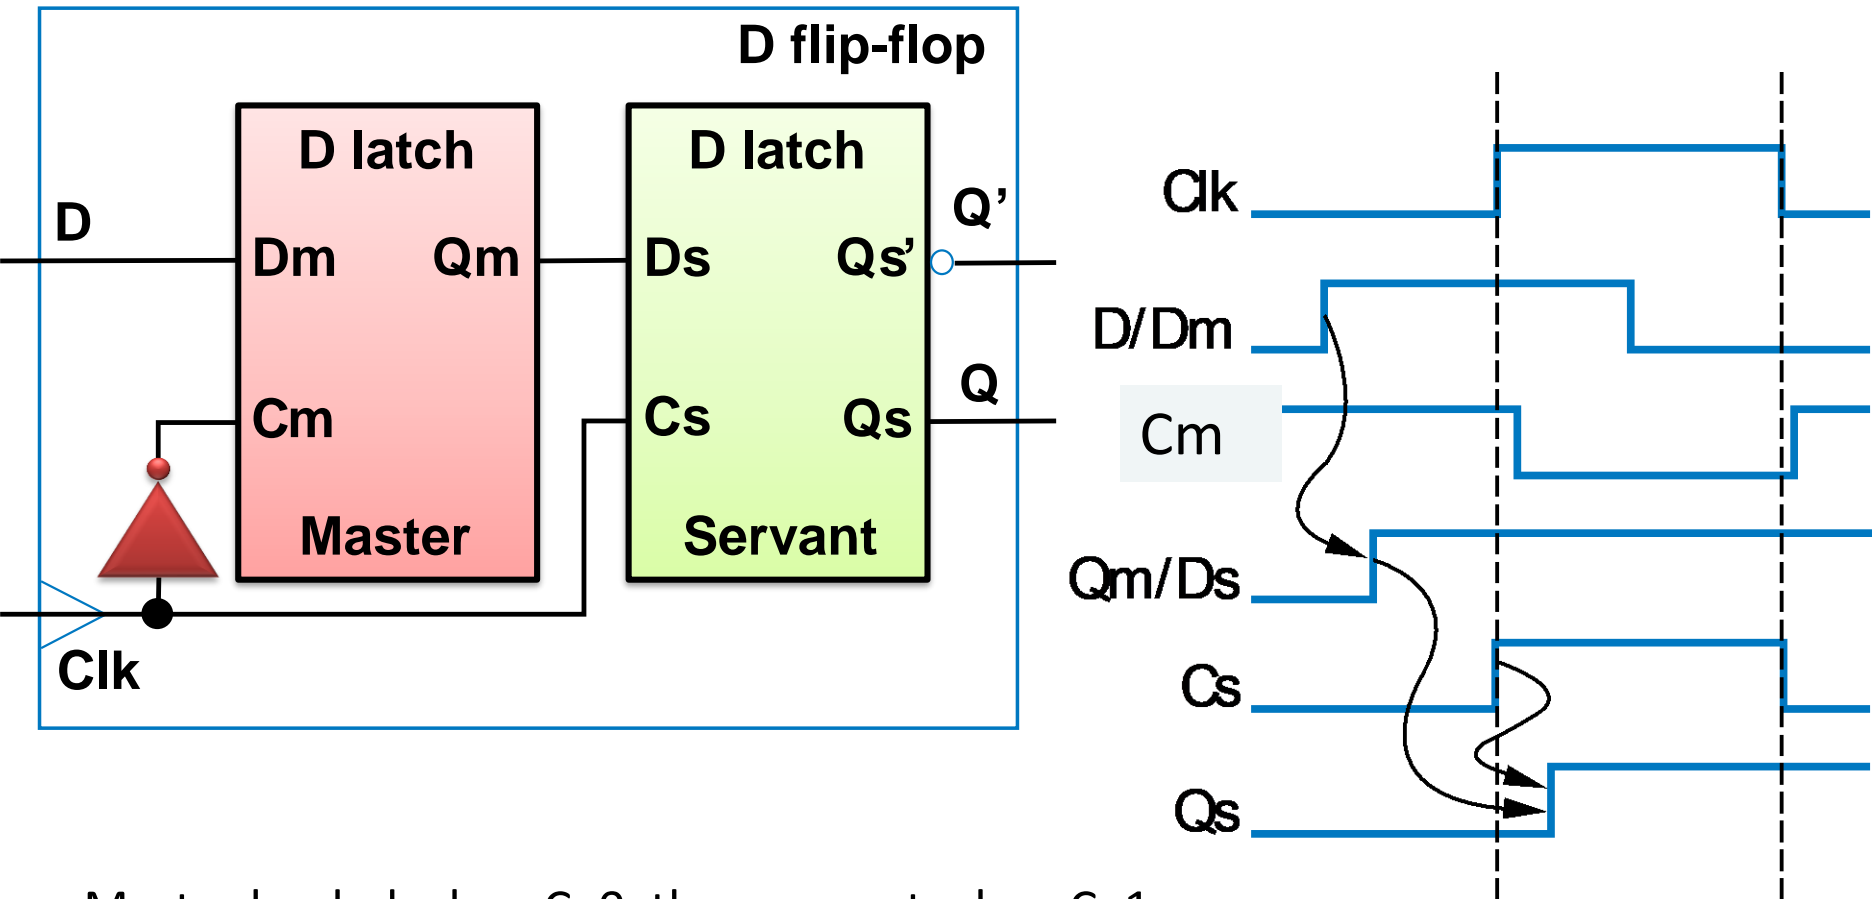 D flip-flop
D latch
D latch
D
Dm
Qm
Ds
Qs’
Q’
Cm
Cs
Qs
Q
Master
Servant
Clk
Clk
D/Dm
Cm
Qm/Ds
Cs
Qs